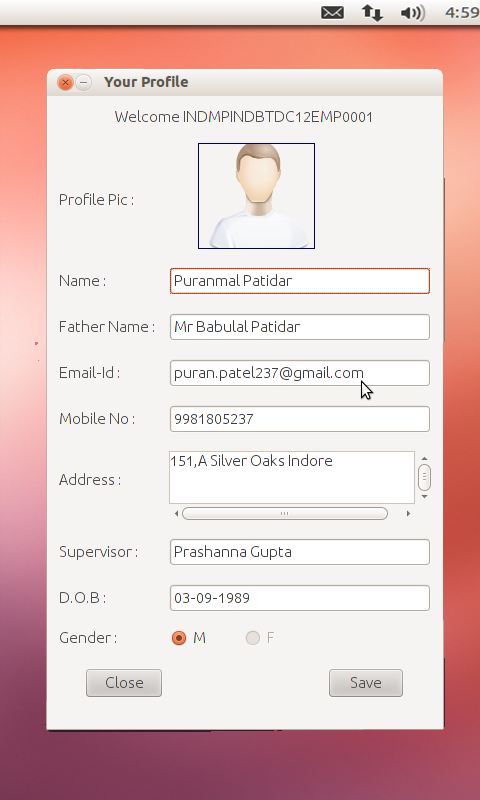 4:59
Your Profile
Welcome INDMPINDBTDC12EMP0001
Profile Pic :
Name : Puranmal Patidar
Father Name : Mr Babulal Patidar
Email-Id : puran.patel237@gmail.com
Mobile No : 9981805237
Address : 151,A Silver Oaks Indore
Supervisor : Prashanna Gupta
D.O.B : 03-09-1989
Gender : M F
Close Save